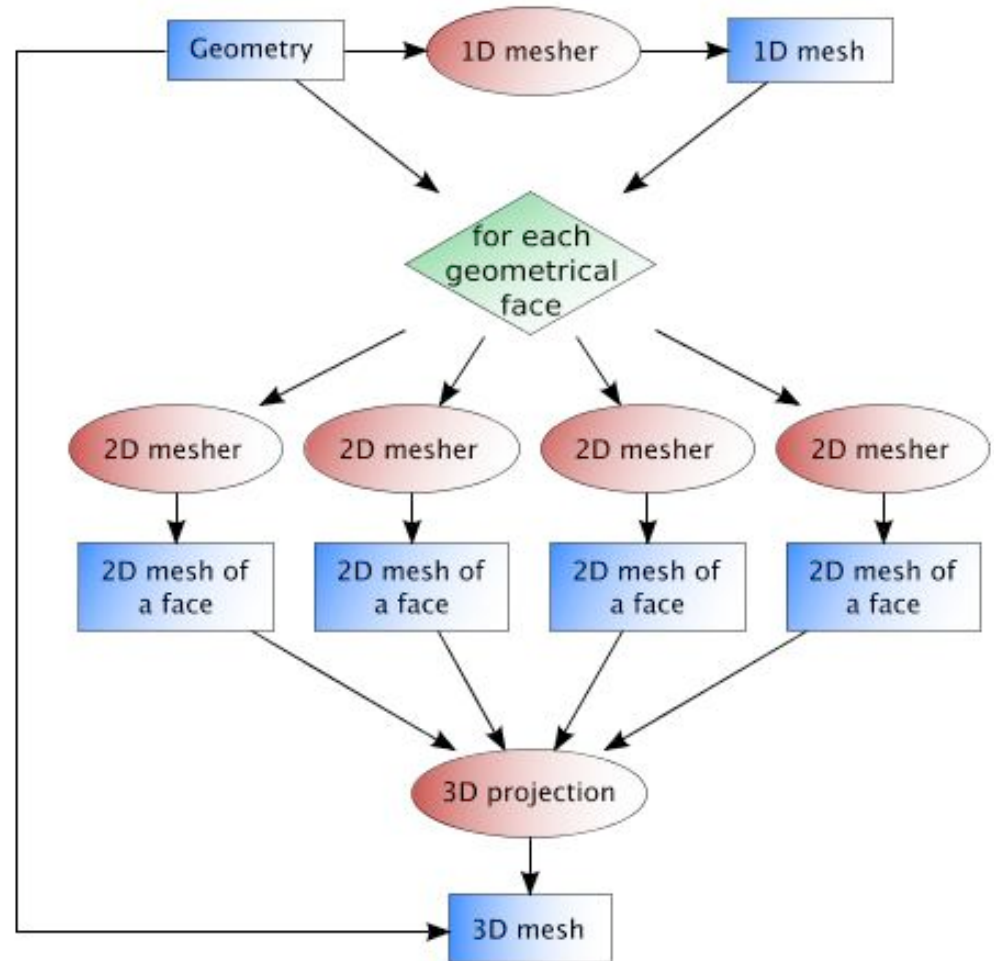 Geometry
1D mesher
1D mesh
for each
geometrical
face
2D mesher
2D mesher
2D mesher
2D mesher
2D mesh of
a face
2D mesh of
a face
2D mesh of
a face
2D mesh of
a face
3D projection
3D mesh